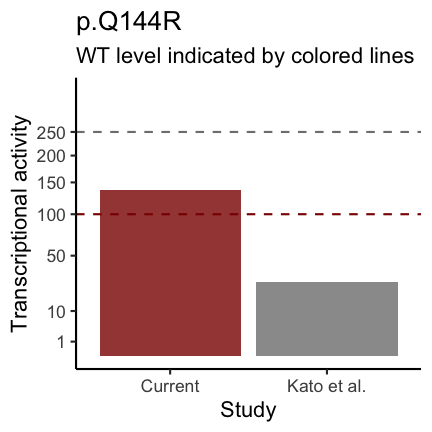 p.Q144R
WT level indicated by colored lines
Transcriptional activity
250
200
150
100
50
10
1
Current
Kato et al.
Study